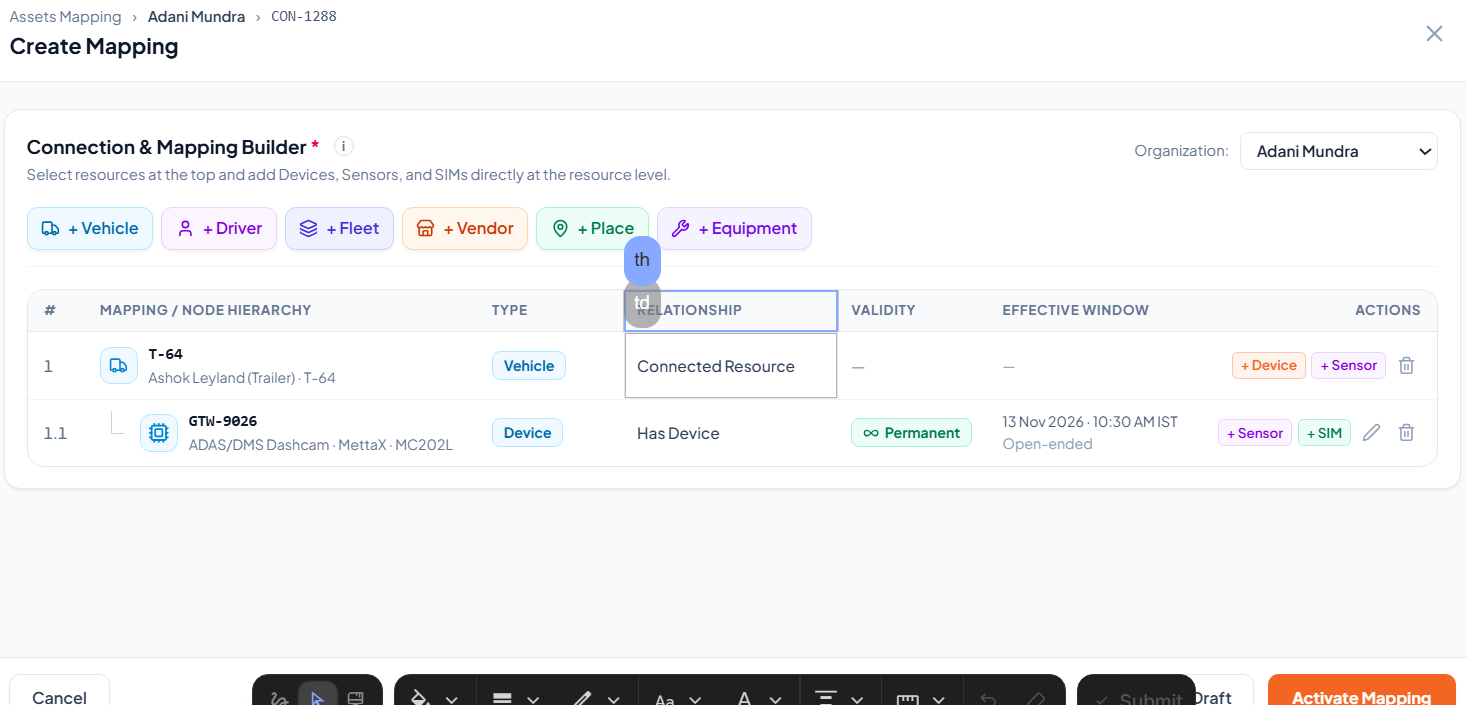 Assets Mapping › Adani Mundra › CON-1288
Create Mapping
Connection & Mapping Builder * i
Organization: Adani Mundra
Select resources at the top and add Devices, Sensors, and SIMs directly at the resource level.
+ Vehicle + Driver + Fleet + Vendor + Place + Equipment
th
td
# MAPPING / NODE HIERARCHY TYPE RELATIONSHIP VALIDITY EFFECTIVE WINDOW ACTIONS
1 T-64 Vehicle Connected Resource — — + Device + Sensor
Ashok Leyland (Trailer) · T-64
1.1 GTW-9026 Device Has Device ∞ Permanent 13 Nov 2026 · 10:30 AM IST + Sensor + SIM
ADAS/DMS Dashcam · MettaX · MC202L Open-ended
Cancel Aa A Submit Draft Activate Mapping